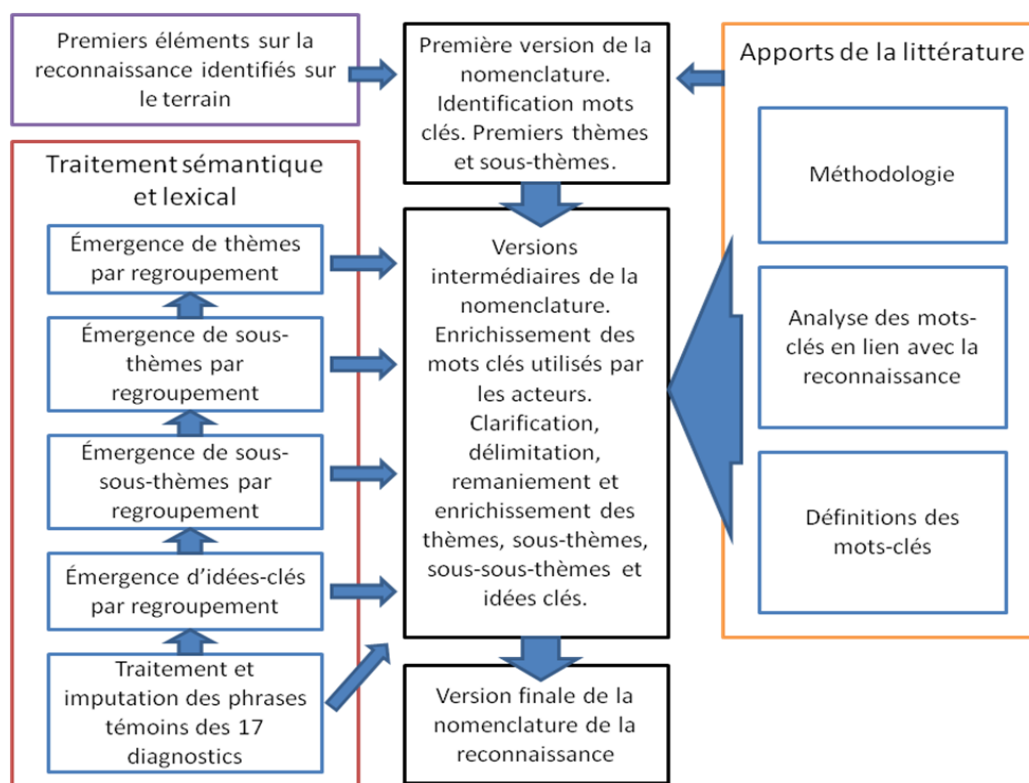 Premiers éléments sur la
reconnaissance identifiés sur
le terrain
Première version de la
nomenclature.
Identification mots
clés. Premiers thèmes
et sous-thèmes.
Apports de la littérature
Méthodologie
Analyse des mots-
clés en lien avec la
reconnaissance
Définitions des
mots-clés
Traitement sémantique
et lexical
Émergence de thèmes
par regroupement
Émergence de sous-
thèmes par
regroupement
Émergence de sous-
sous-thèmes par
regroupement
Émergence d'idées-clés
par regroupement
Traitement et
imputation des phrases
témoins des 17
diagnostics
Versions
intermédiaires de la
nomenclature.
Enrichissement des
mots clés utilisés par
les acteurs.
Clarification,
délimitation,
remaniement et
enrichissement des
thèmes, sous-thèmes,
sous-sous-thèmes et
idées clés.
Version finale de la
nomenclature de la
reconnaissance